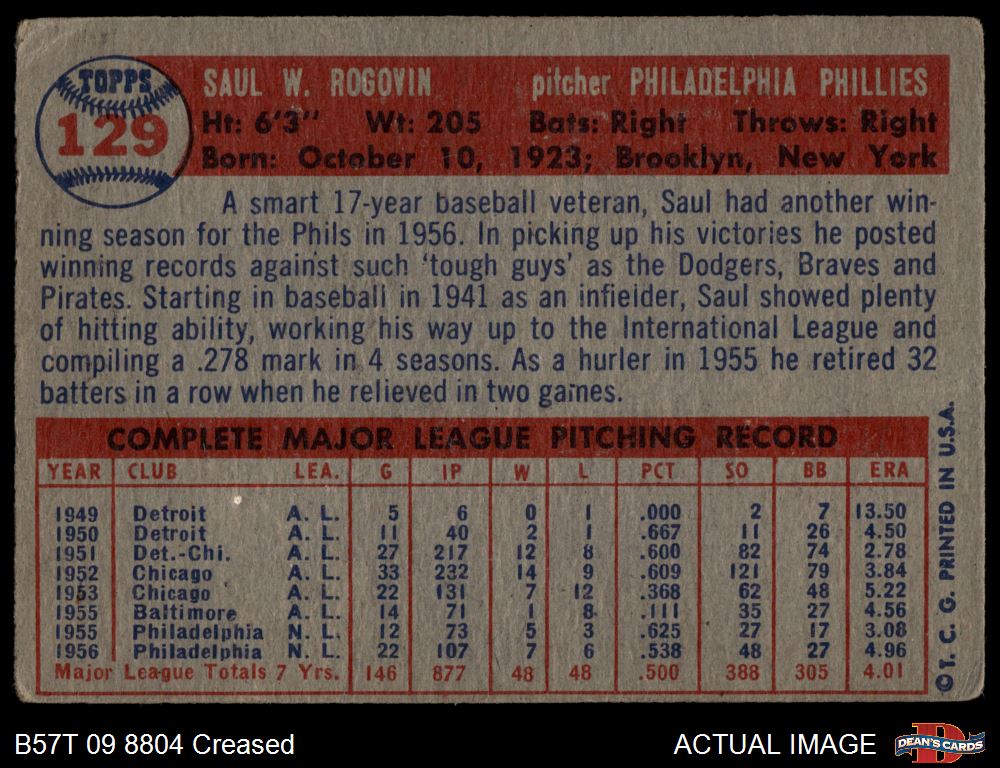 TOPPS
129
SAUL W. ROGOVIN pitcher PHILADELPHIA PHILLIES
Ht: 6'3" Wt: 205 Bats: Right Throws: Right
Born: October 10, 1923; Brooklyn, New York
A smart 17-year baseball veteran, Saul had another win-
ning season for the Phils in 1956. In picking up his victories he posted
winning records against such 'tough guys' as the Dodgers, Braves and
Pirates. Starting in baseball in 1941 as an infielder, Saul showed plenty
of hitting ability, working his way up to the International League and
compiling a .278 mark in 4 seasons. As a hurler in 1955 he retired 32
batters in a row when he relieved in two games.
COMPLETE MAJOR LEAGUE PITCHING RECORD
YEAR CLUB LEA. G IP W L PCT SO BB ERA
1949 Detroit A. L. 5 6 0 1 .000 2 7 13.50
1950 Detroit A. L. 11 40 2 1 .667 11 26 4.50
1951 Det.-Chi. A. L. 27 217 12 8 .600 82 74 2.78
1952 Chicago A. L. 33 232 14 9 .609 121 79 3.84
1953 Chicago A. L. 22 131 7 12 .368 62 48 5.22
1955 Baltimore A. L. 14 71 1 8 .111 35 27 4.56
1955 Philadelphia N. L. 12 73 5 3 .625 27 17 3.08
1956 Philadelphia N. L. 22 107 7 6 .538 48 27 4.96
Major League Totals 7 Yrs. 146 877 48 48 .500 388 305 4.01
© T. C. G. PRINTED IN U.S.A.
B57T 09 8804 Creased
ACTUAL IMAGE
DEAN'S CARDS